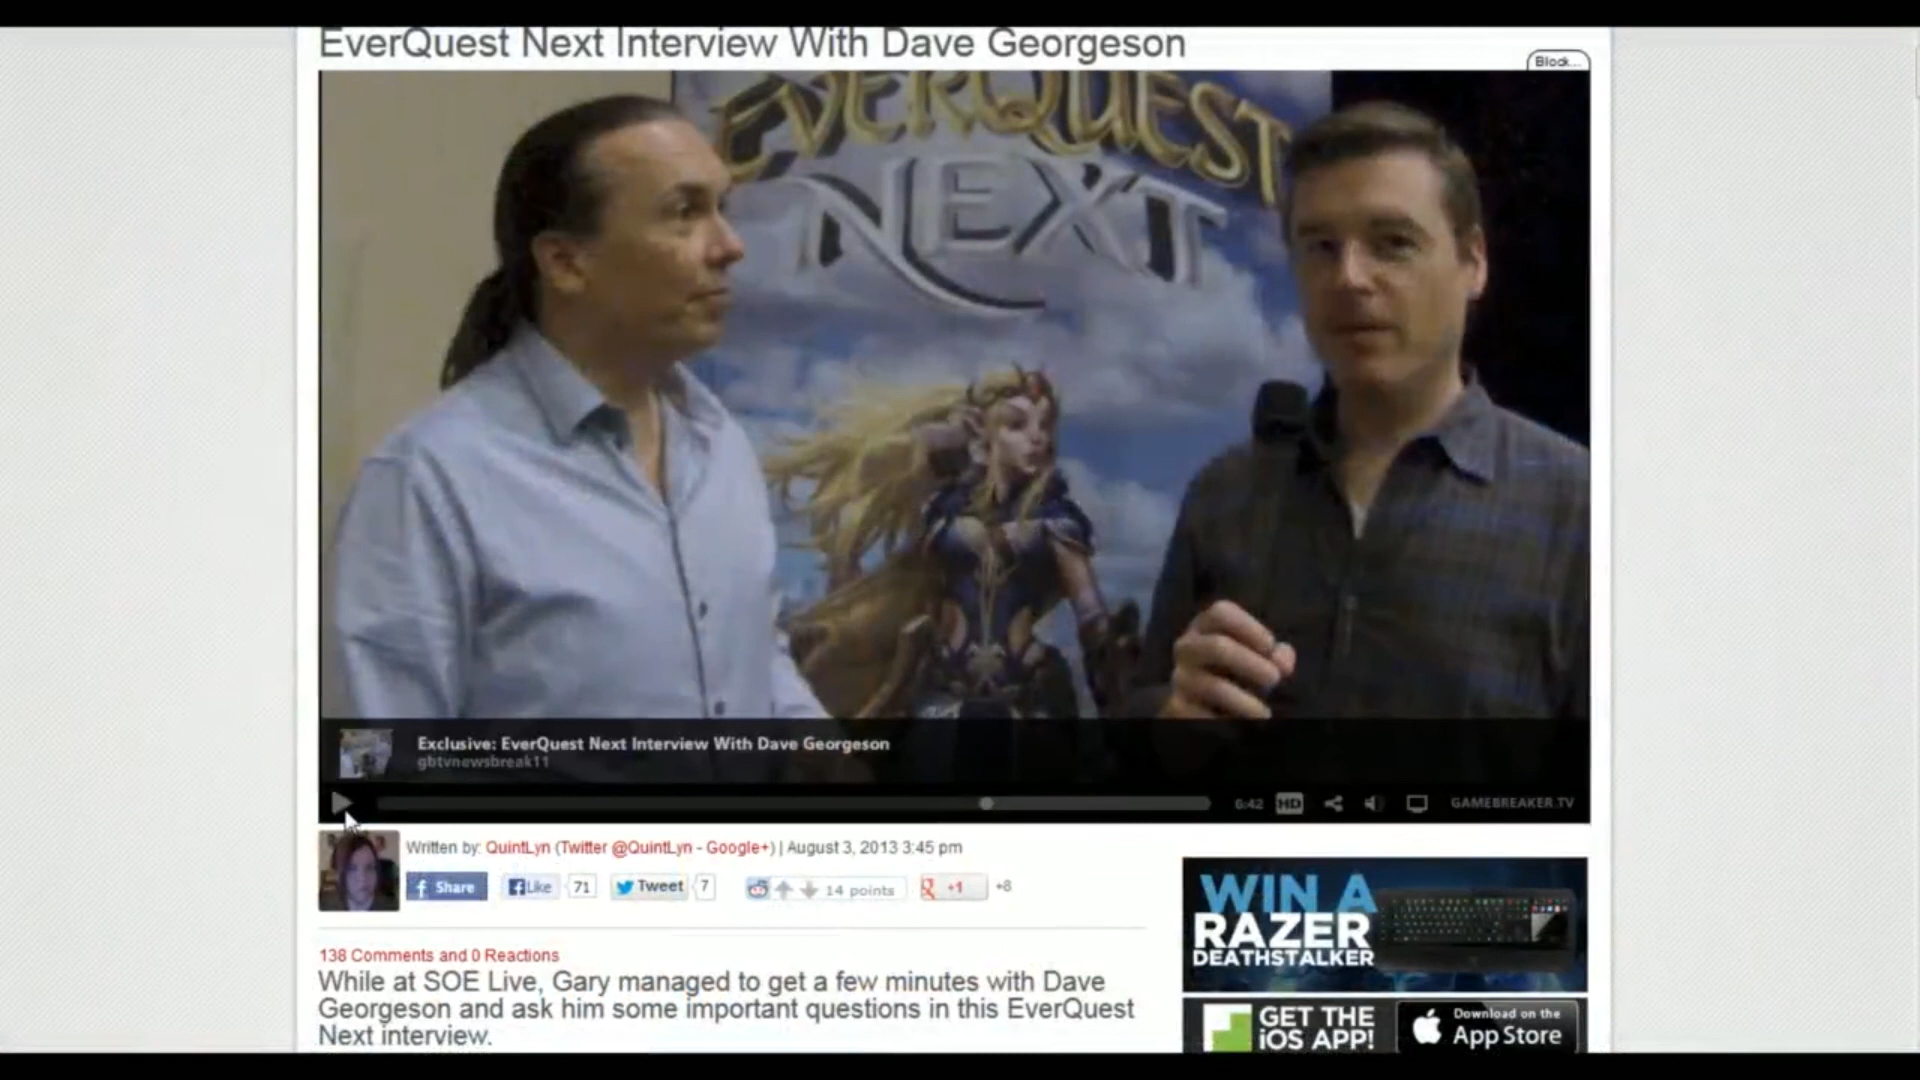 EverQuest Next Interview With Dave Georgeson
Block...
EVERQUEST
NEXT
Exclusive: EverQuest Next Interview With Dave Georgeson
gbtvnewsbreak11
6:42 HD GAMEBREAKER.TV
Written by: QuintLyn (Twitter @QuintLyn - Google+) | August 3, 2013 3:45 pm
f Share Like 71 Tweet 7 14 points g +1 +8
138 Comments and 0 Reactions
While at SOE Live, Gary managed to get a few minutes with Dave
Georgeson and ask him some important questions in this EverQuest
Next interview.
WIN A
RAZER
DEATHSTALKER
GET THE
iOS APP!
Download on the
App Store